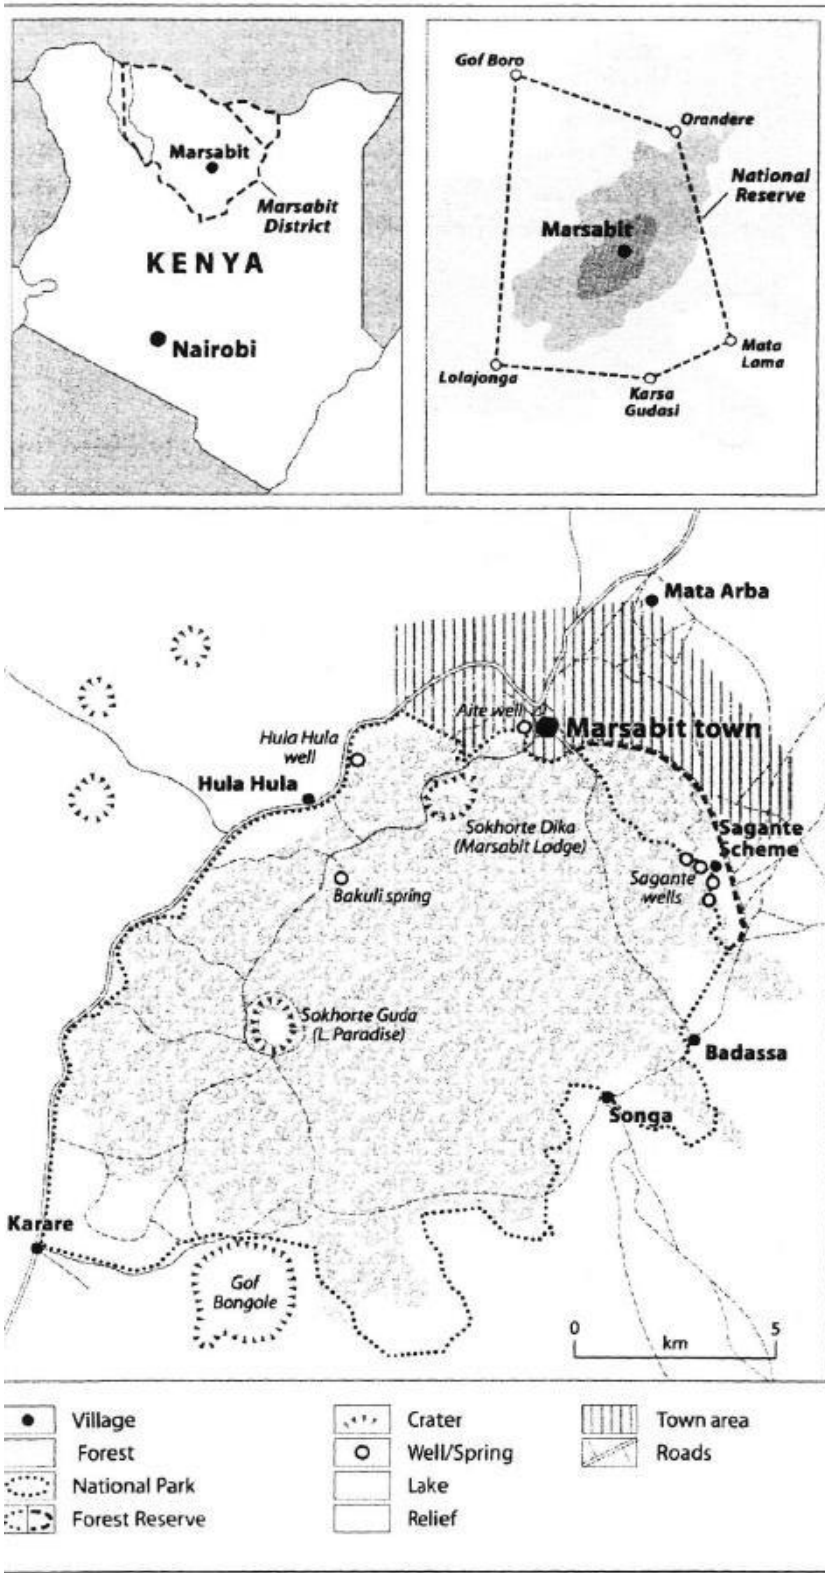 Marsabit
Marsabit
District
KENYA
Nairobi
Gof Boro
Orandere
National
Reserve
Marsabit
Mata
Lama
Lolajonga
Karsa
Gudasi
Mata Arba
Aite well
Marsabit town
Hula Hula
well
Hula Hula
Sokhorte Dika
(Marsabit Lodge)
Sagante
Scheme
Sagante
wells
Bakuli spring
Sokhorte Guda
(L. Paradise)
Badassa
Songa
Karare
Gof
Bongole
0 5
km
Village
Forest
National Park
Forest Reserve
Crater
Well/Spring
Lake
Relief
Town area
Roads